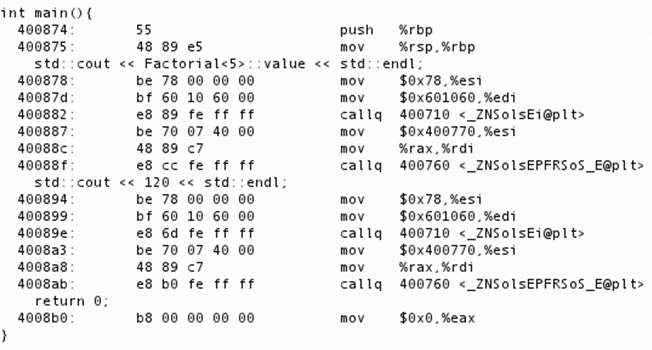 int main(){
400874: 55 push %rbp
400875: 48 89 e5 mov %rsp,%rbp
std::cout << Factorial<5>::value << std::endl;
400878: be 78 00 00 00 mov $0x78,%esi
40087d: bf 60 10 60 00 mov $0x601060,%edi
400882: e8 89 fe ff ff callq 400710 <_ZNSolsEi@plt>
400887: be 70 07 40 00 mov $0x400770,%esi
40088c: 48 89 c7 mov %rax,%rdi
40088f: e8 cc fe ff ff callq 400760 <_ZNSolsEPFRSoS_E@plt>
std::cout << 120 << std::endl;
400894: be 78 00 00 00 mov $0x78,%esi
400899: bf 60 10 60 00 mov $0x601060,%edi
40089e: e8 6d fe ff ff callq 400710 <_ZNSolsEi@plt>
4008a3: be 70 07 40 00 mov $0x400770,%esi
4008a8: 48 89 c7 mov %rax,%rdi
4008ab: e8 b0 fe ff ff callq 400760 <_ZNSolsEPFRSoS_E@plt>
return 0;
4008b0: b8 00 00 00 00 mov $0x0,%eax
}